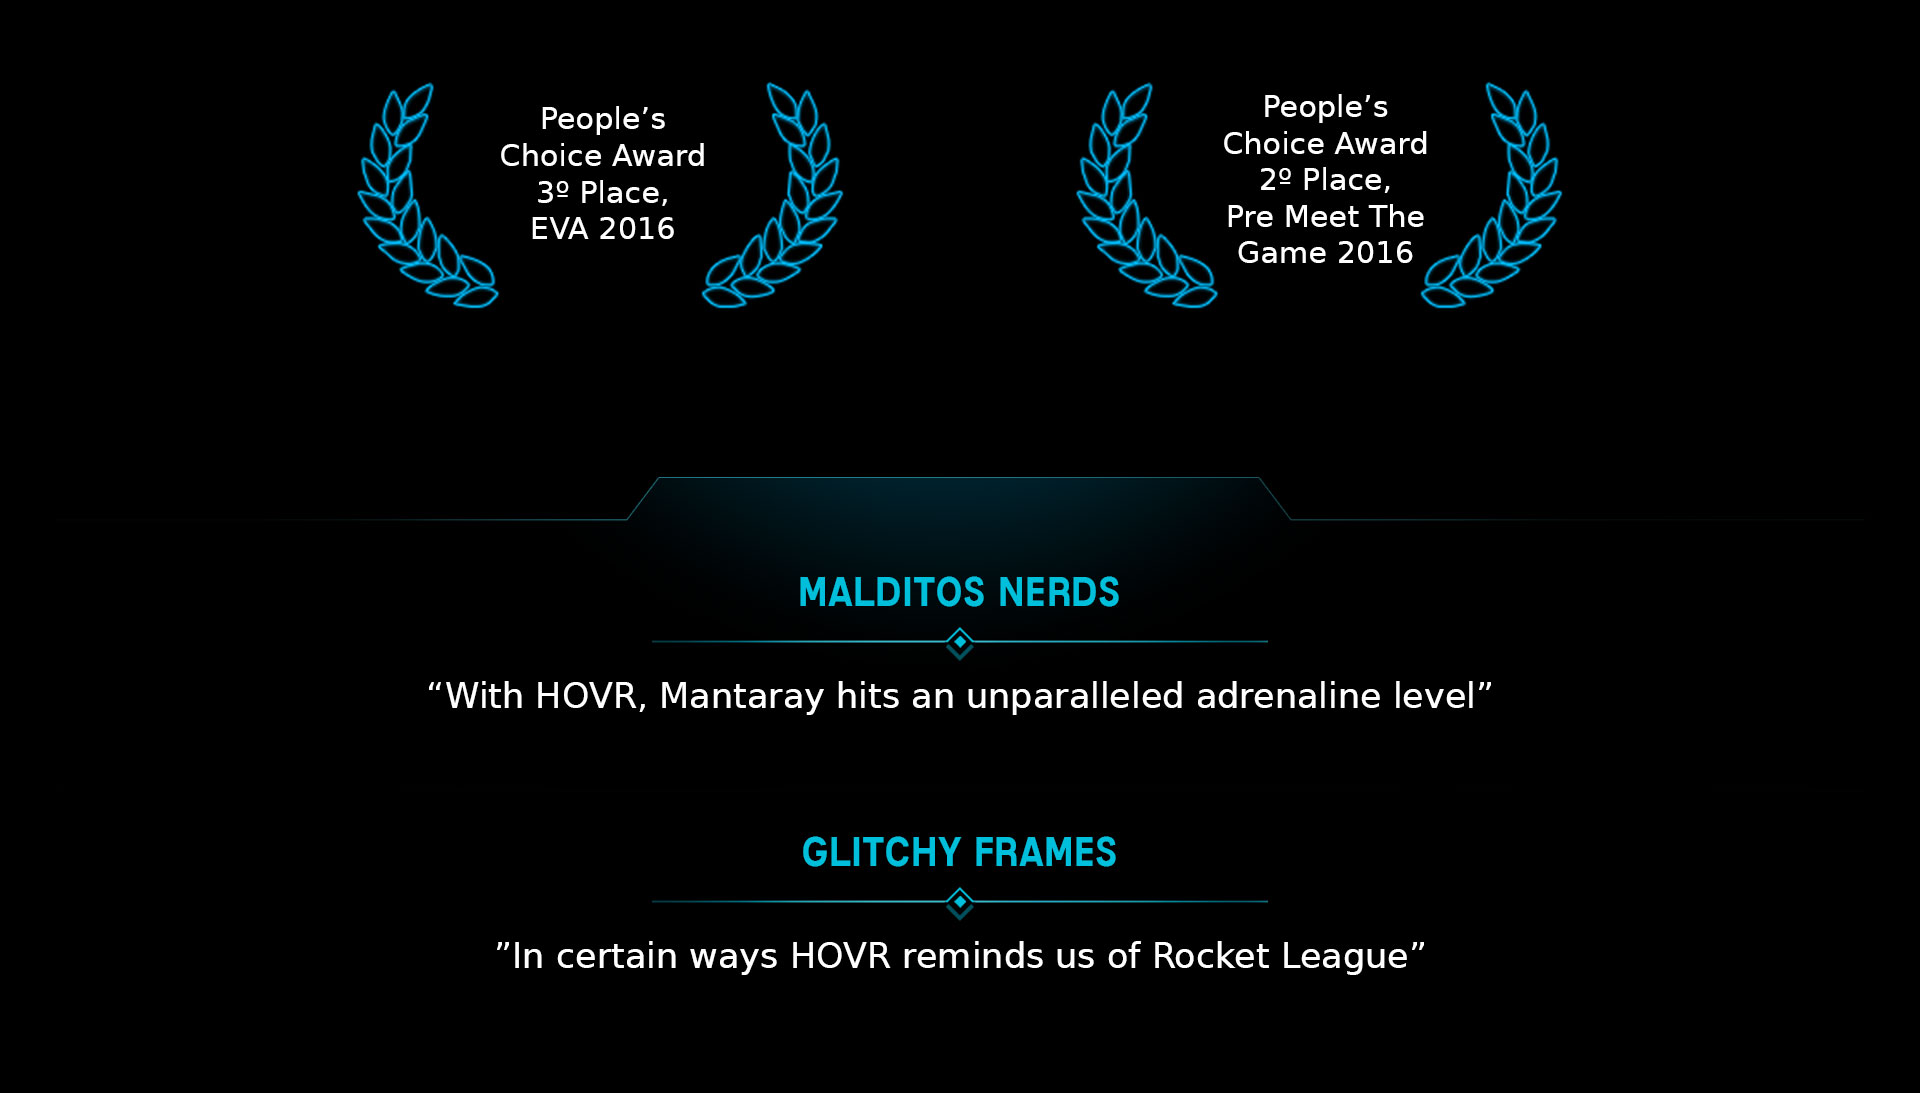 People’s
Choice Award
3º Place,
EVA 2016
People’s
Choice Award
2º Place,
Pre Meet The
Game 2016
MALDITOS NERDS
“With HOVR, Mantaray hits an unparalleled adrenaline level”
GLITCHY FRAMES
”In certain ways HOVR reminds us of Rocket League”